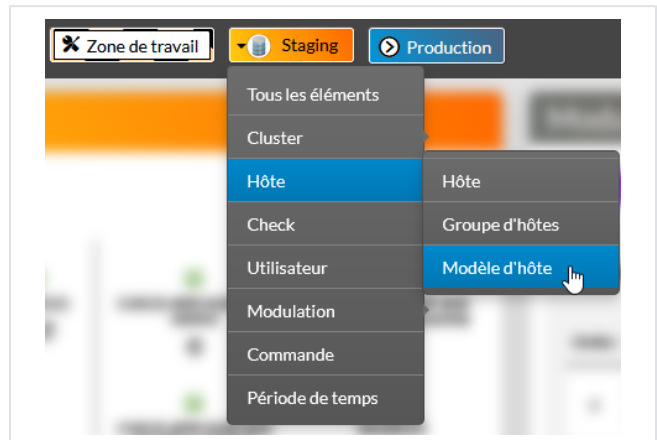 Zone de travail
Staging
Production
Tous les éléments
Cluster
Hôte
Check
Utilisateur
Modulation
Commande
Période de temps
Hôte
Groupe d'hôtes
Modèle d'hôte